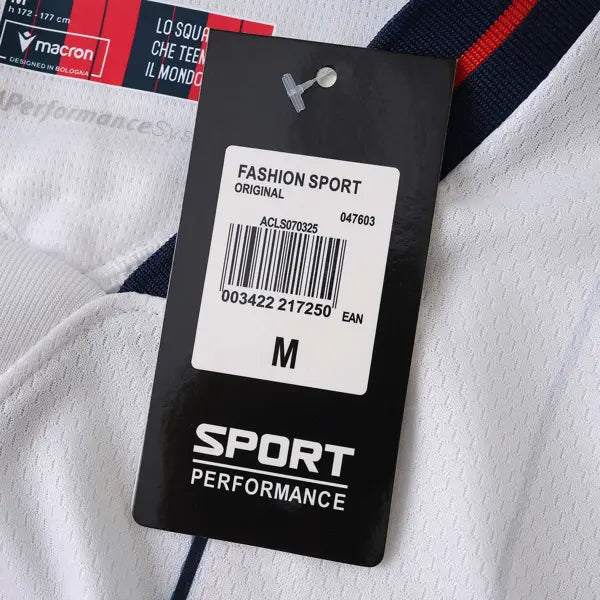 M
h 172 - 177 cm
macron
DESIGNED IN BOLOGNA
LO SQUA
CHE TEEN
IL MONDO
PerformanceSys
FASHION SPORT
ORIGINAL
047603
ACLS070325
003422 217250
EAN
M
SPORT
PERFORMANCE